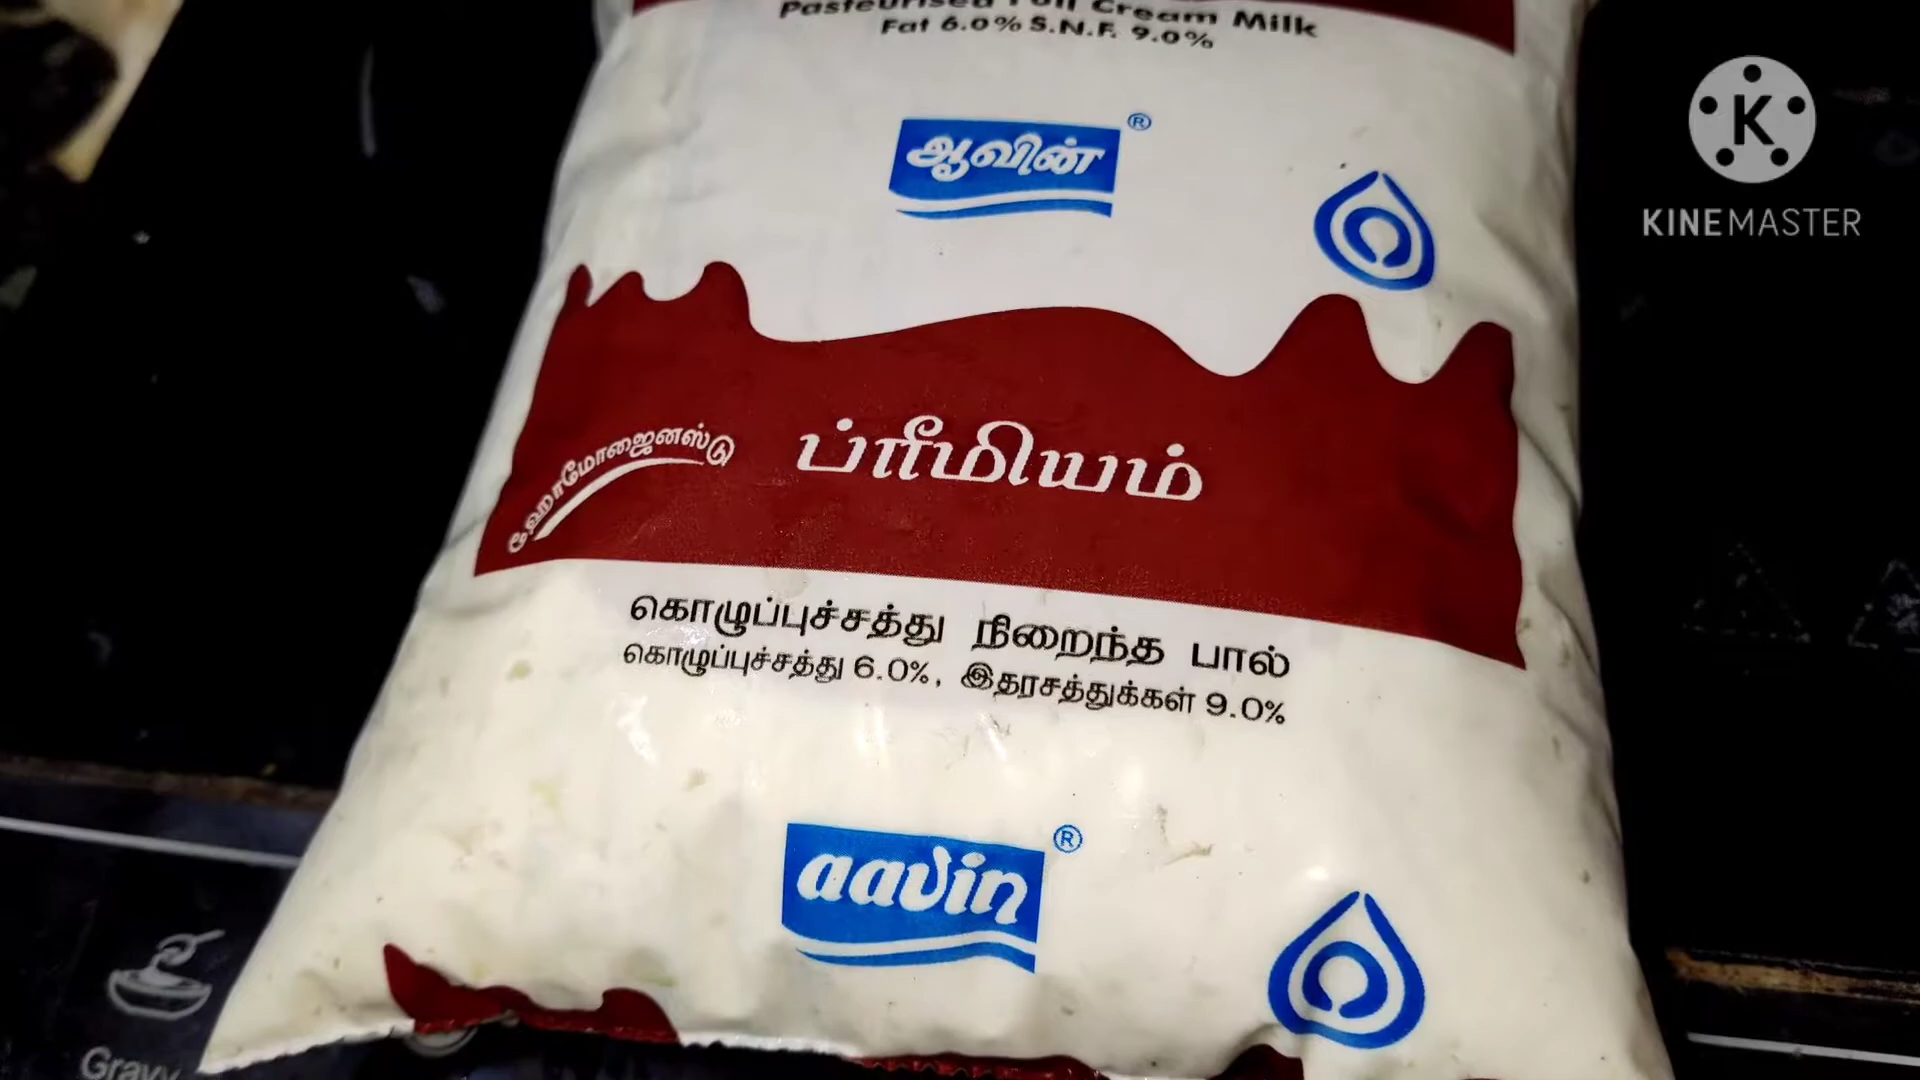 Pasteurised Full Cream Milk
Fat 6.0% S.N.F. 9.0%
ஆவின் ®
K
KINEMASTER
ஹோமோஜைனஸ்டு
ப்ரீமியம்
கொழுப்புச்சத்து நிறைந்த பால்
கொழுப்புச்சத்து 6.0%, இதரசத்துக்கள் 9.0%
aavin ®
Gravy